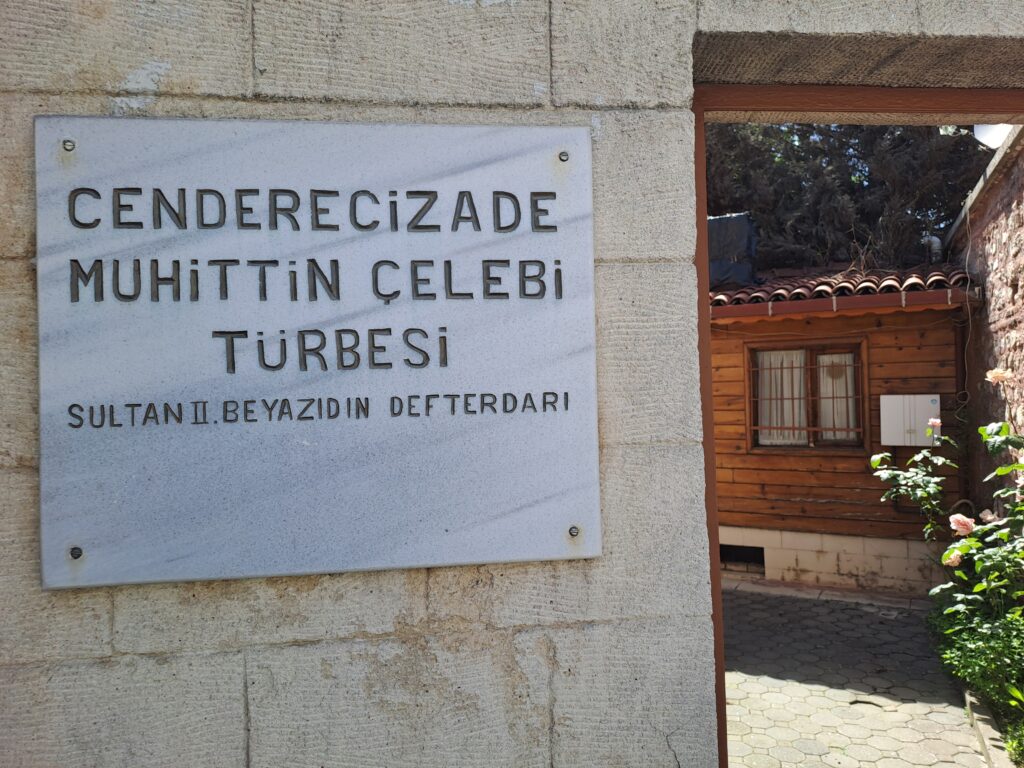 CENDERECİZADE
MUHİTTİN ÇELEBİ
TÜRBESİ
SULTAN II. BEYAZIDIN DEFTERDARI